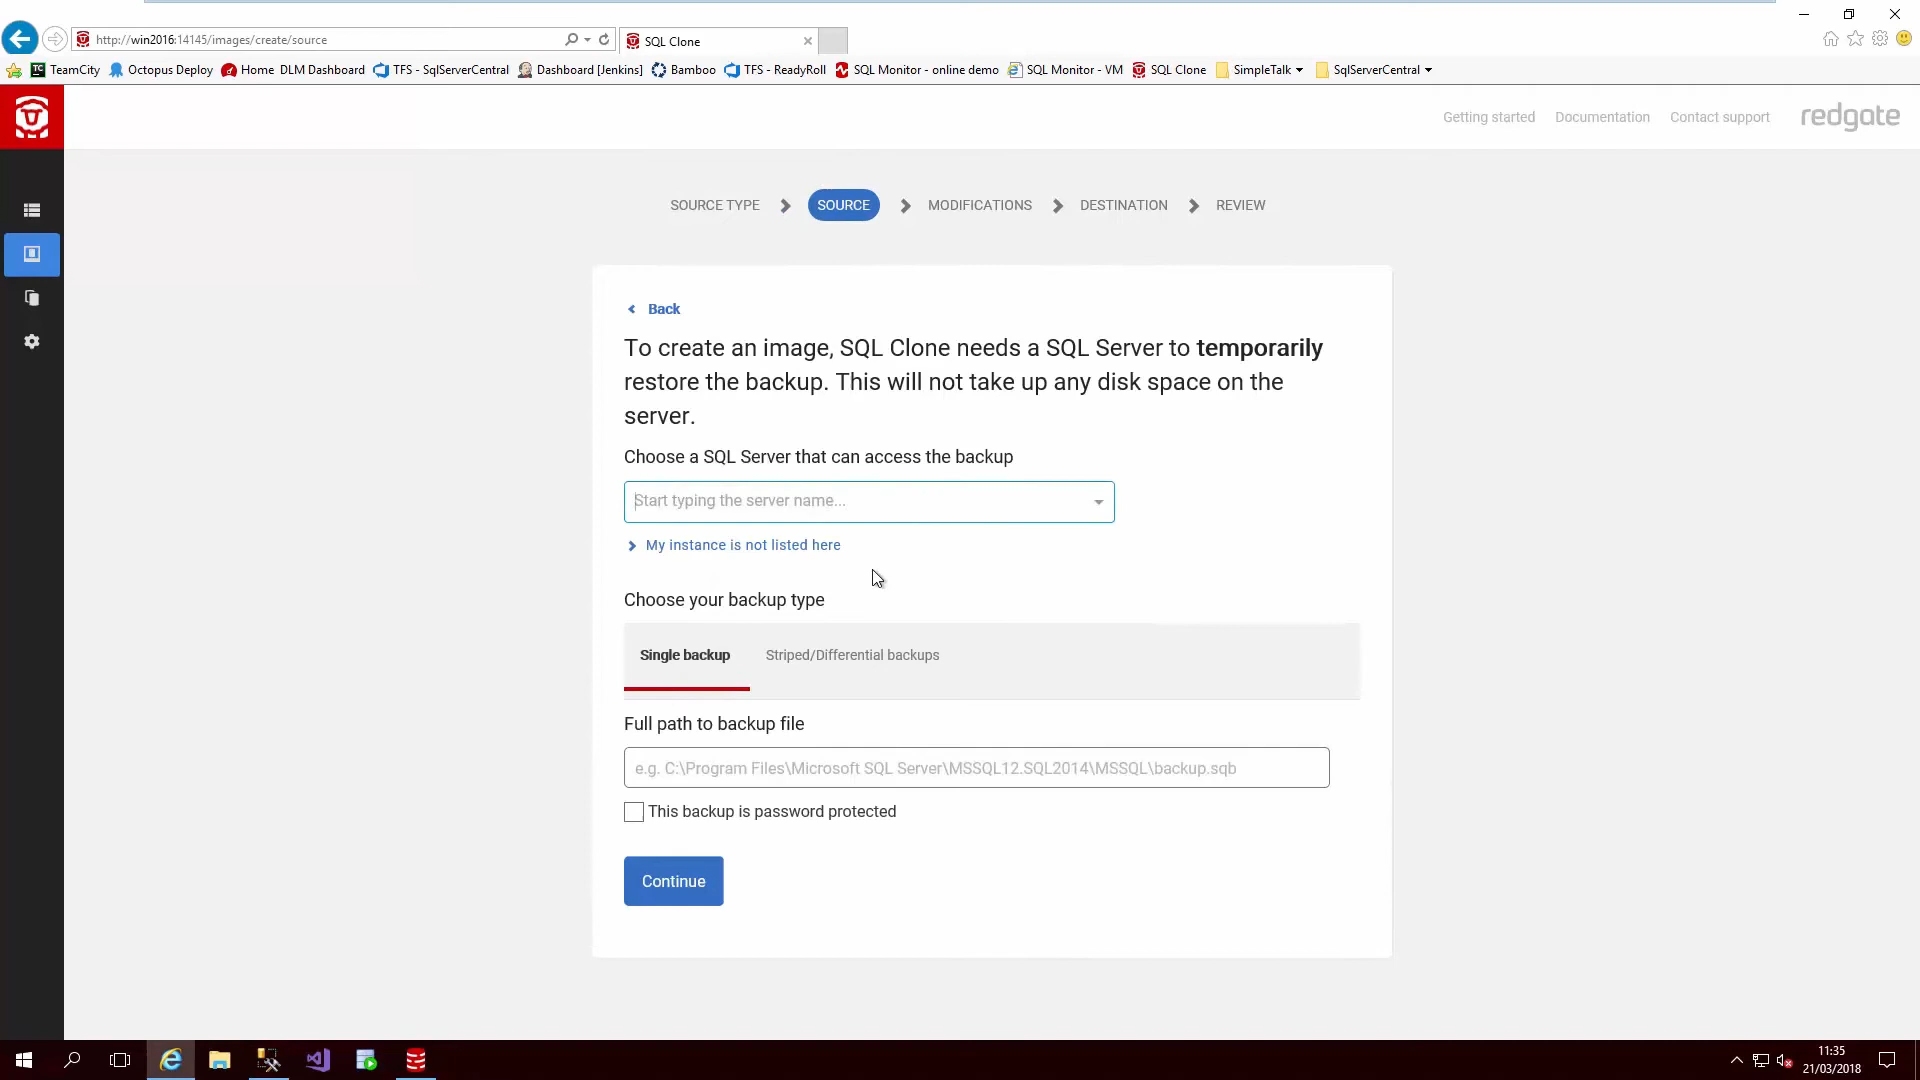 http://win2016:14145/images/create/source
SQL Clone
TeamCity
Octopus Deploy
Home
DLM Dashboard
TFS - SqlServerCentral
Dashboard [Jenkins]
Bamboo
TFS - ReadyRoll
SQL Monitor - online demo
SQL Monitor - VM
SQL Clone
SimpleTalk
SqlServerCentral
Getting started
Documentation
Contact support
redgate
SOURCE TYPE
SOURCE
MODIFICATIONS
DESTINATION
REVIEW
Back
To create an image, SQL Clone needs a SQL Server to temporarily
restore the backup. This will not take up any disk space on the
server.
Choose a SQL Server that can access the backup
Start typing the server name...
My instance is not listed here
Choose your backup type
Single backup
Striped/Differential backups
Full path to backup file
e.g. C:\Program Files\Microsoft SQL Server\MSSQL12.SQL2014\MSSQL\backup.sqb
This backup is password protected
Continue
11:35
21/03/2018